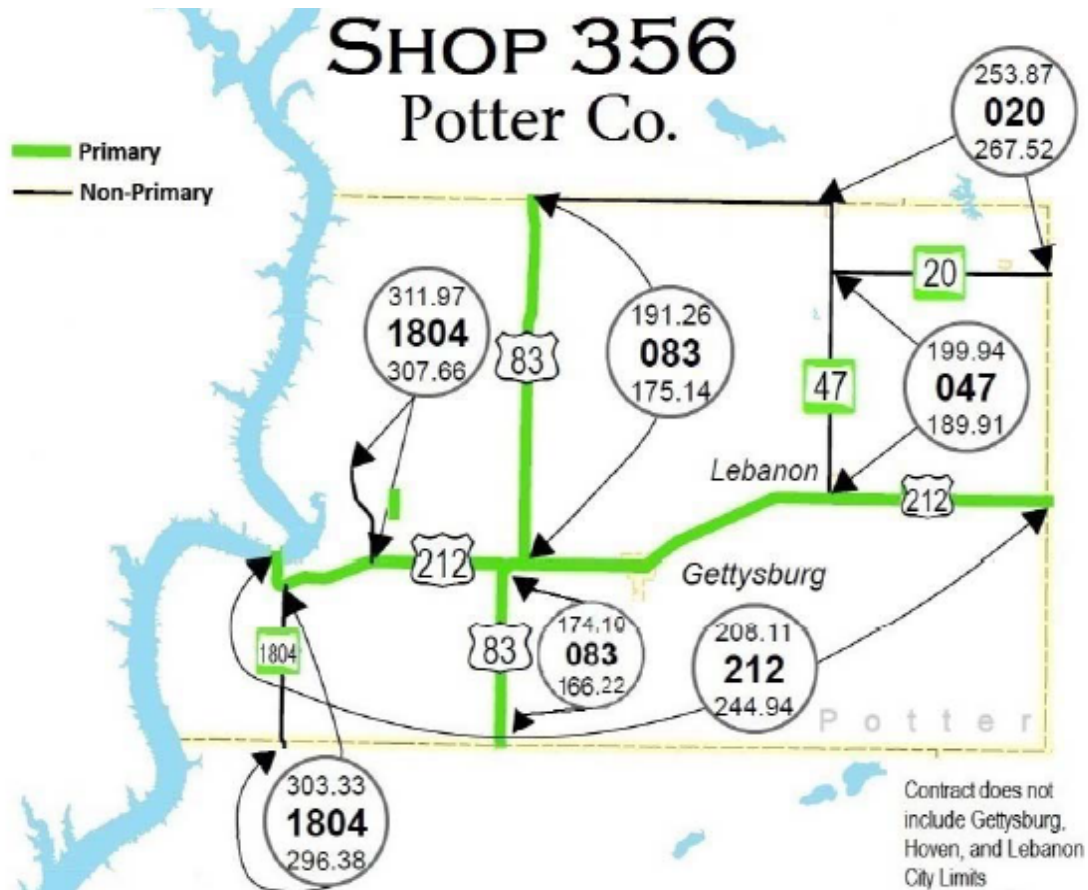 SHOP 356
Potter Co.
Primary
Non-Primary
253.87
020
267.52
20
311.97
1804
307.66
83
191.26
083
175.14
47
199.94
047
189.91
Lebanon
212
212
Gettysburg
1804
83
174.10
083
166.22
208.11
212
244.94
Potter
303.33
1804
296.38
Contract does not
include Gettysburg,
Hoven, and Lebanon
City Limits